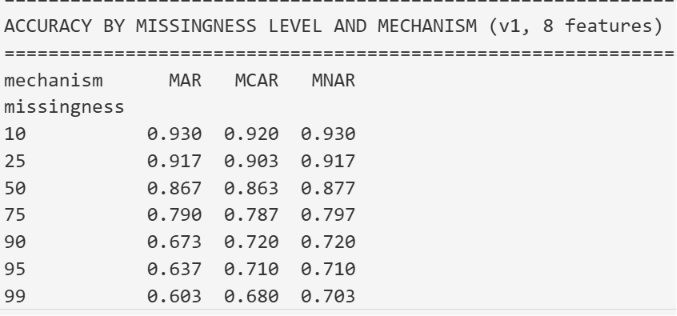 ==============================================================
ACCURACY BY MISSINGNESS LEVEL AND MECHANISM (v1, 8 features)
==============================================================
mechanism      MAR   MCAR   MNAR
missingness
10           0.930  0.920  0.930
25           0.917  0.903  0.917
50           0.867  0.863  0.877
75           0.790  0.787  0.797
90           0.673  0.720  0.720
95           0.637  0.710  0.710
99           0.603  0.680  0.703